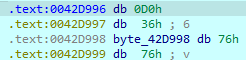 .text:0042D996 db 0D0h
.text:0042D997 db 36h ; 6
.text:0042D998 byte_42D998 db 76h
.text:0042D999 db 76h ; v